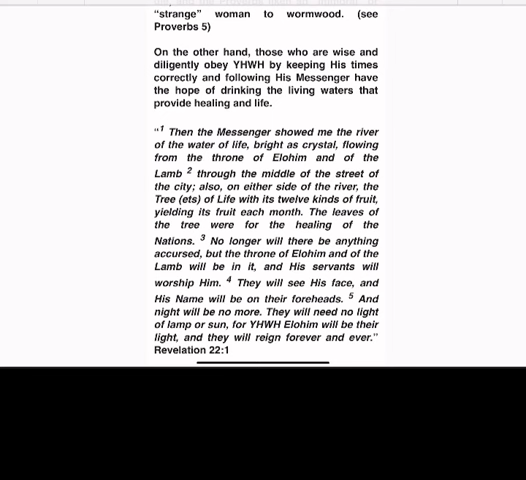 “strange” woman to wormwood. (see
Proverbs 5)
On the other hand, those who are wise and
diligently obey YHWH by keeping His times
correctly and following His Messenger have
the hope of drinking the living waters that
provide healing and life.
“1 Then the Messenger showed me the river
of the water of life, bright as crystal, flowing
from the throne of Elohim and of the
Lamb 2 through the middle of the street of
the city; also, on either side of the river, the
Tree (ets) of Life with its twelve kinds of fruit,
yielding its fruit each month. The leaves of
the tree were for the healing of the
Nations. 3 No longer will there be anything
accursed, but the throne of Elohim and of the
Lamb will be in it, and His servants will
worship Him. 4 They will see His face, and
His Name will be on their foreheads. 5 And
night will be no more. They will need no light
of lamp or sun, for YHWH Elohim will be their
light, and they will reign forever and ever.”
Revelation 22:1